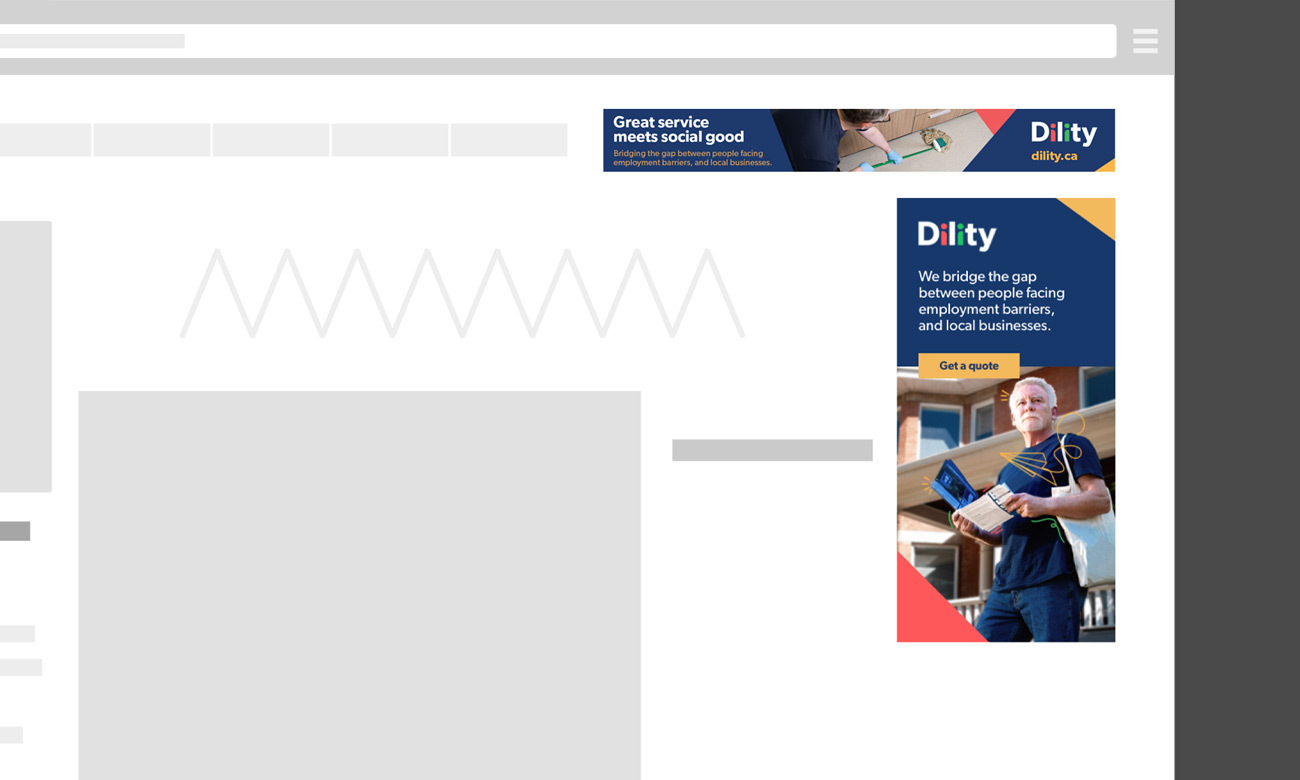 Great service
meets social good
Bridging the gap between people facing
employment barriers, and local businesses.
Dility
dility.ca
Dility
We bridge the gap
between people facing
employment barriers,
and local businesses.
Get a quote